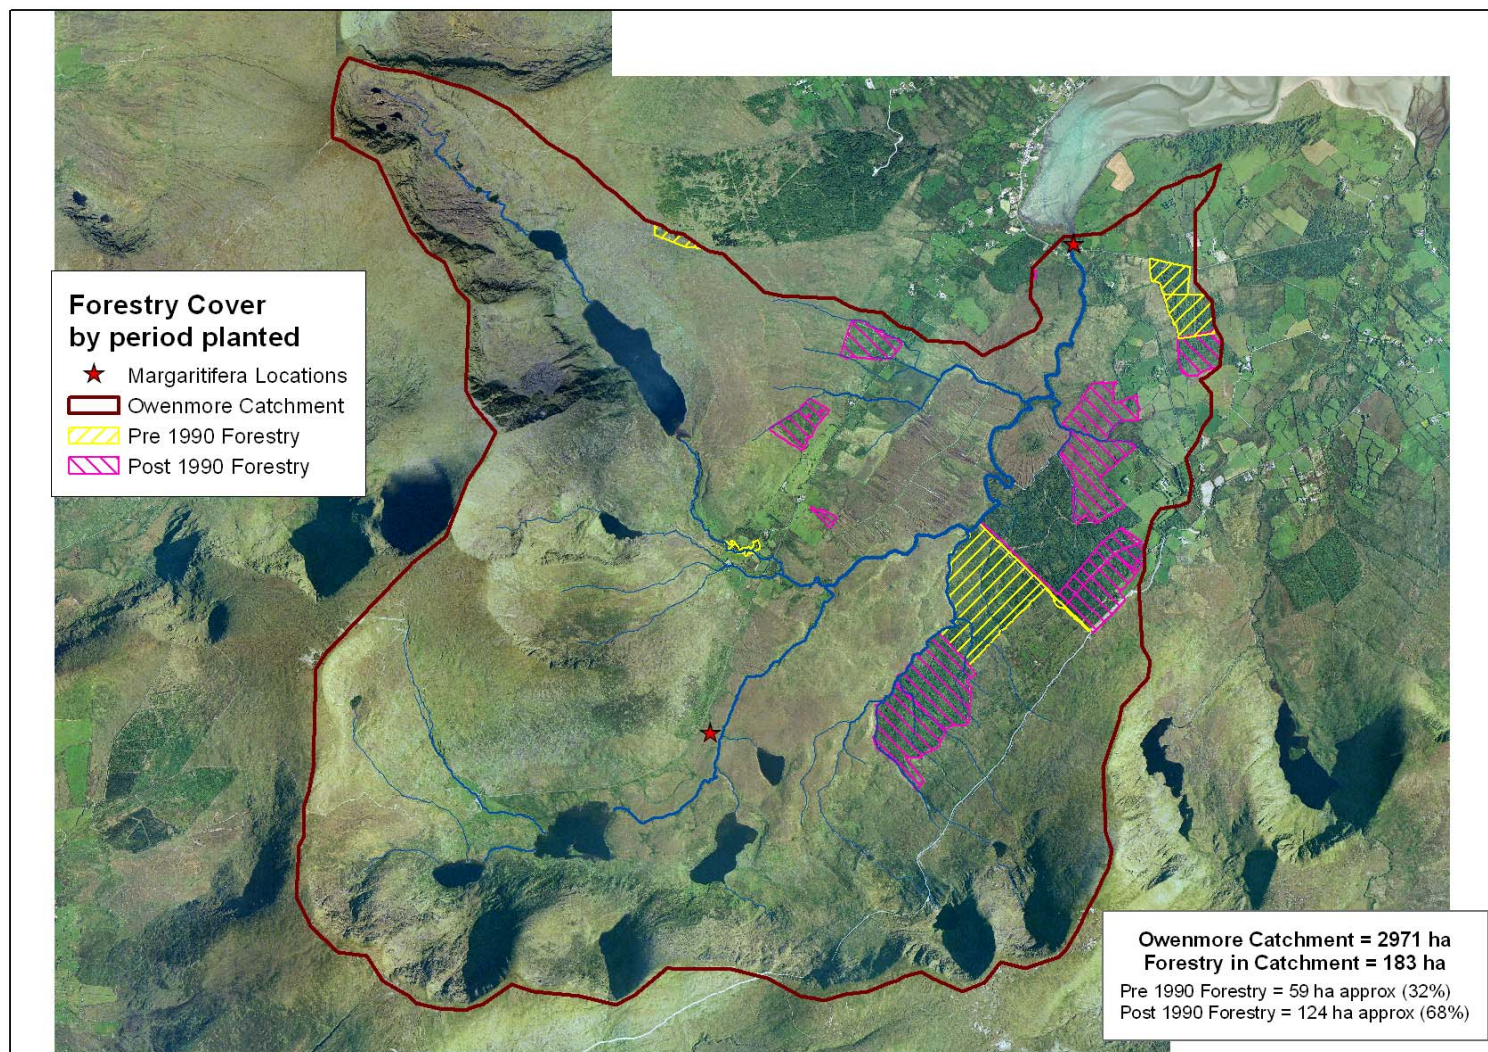 Forestry Cover
by period planted
Margaritifera Locations
Owenmore Catchment
Pre 1990 Forestry
Post 1990 Forestry
Owenmore Catchment = 2971 ha
Forestry in Catchment = 183 ha
Pre 1990 Forestry = 59 ha approx (32%)
Post 1990 Forestry = 124 ha approx (68%)